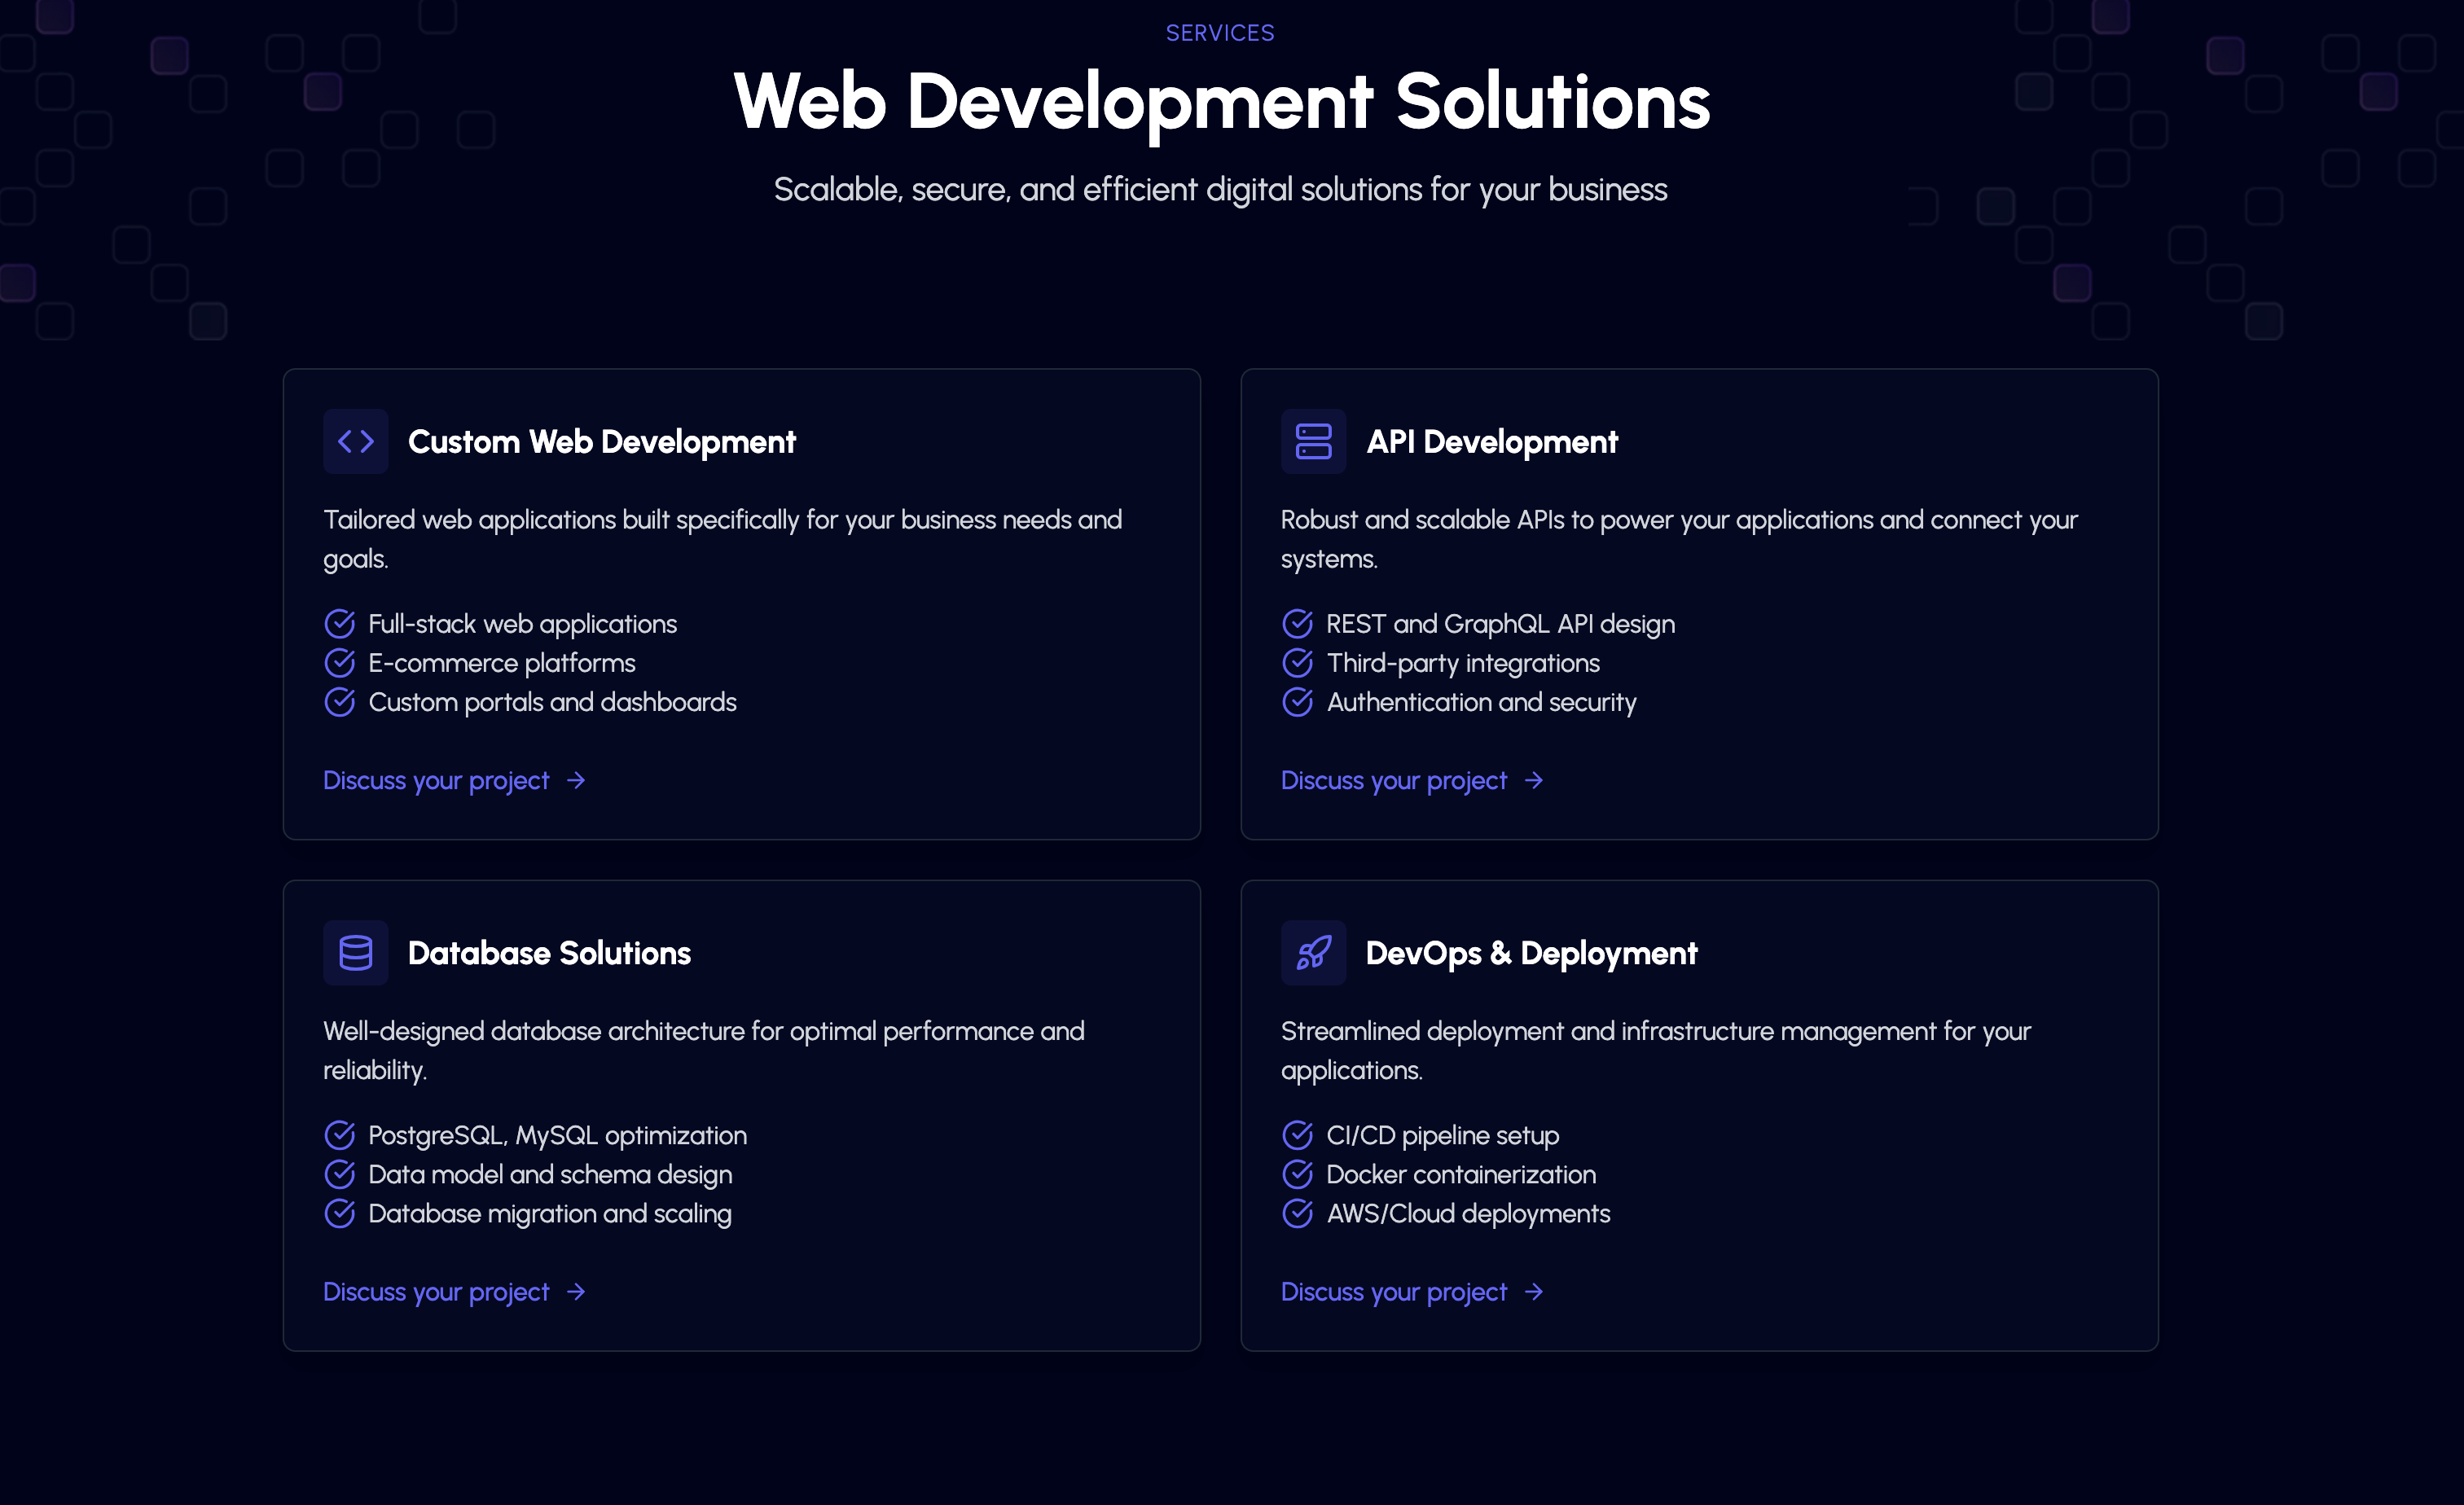 SERVICES
Web Development Solutions
Scalable, secure, and efficient digital solutions for your business
Custom Web Development
Tailored web applications built specifically for your business needs and
goals.
Full-stack web applications
E-commerce platforms
Custom portals and dashboards
Discuss your project →
API Development
Robust and scalable APIs to power your applications and connect your
systems.
REST and GraphQL API design
Third-party integrations
Authentication and security
Discuss your project →
Database Solutions
Well-designed database architecture for optimal performance and
reliability.
PostgreSQL, MySQL optimization
Data model and schema design
Database migration and scaling
Discuss your project →
DevOps & Deployment
Streamlined deployment and infrastructure management for your
applications.
CI/CD pipeline setup
Docker containerization
AWS/Cloud deployments
Discuss your project →